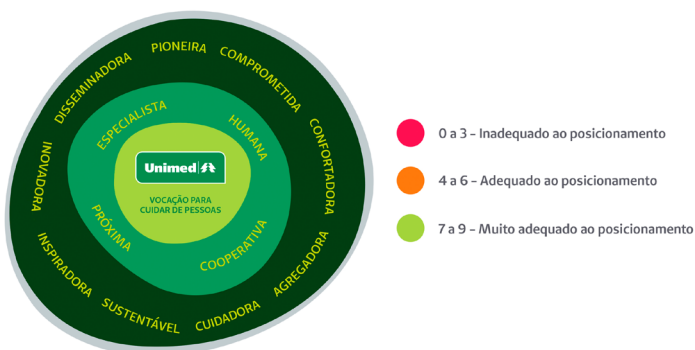 PIONEIRA
COMPROMETIDA
CONFORTADORA
AGREGADORA
CUIDADORA
SUSTENTÁVEL
INSPIRADORA
INOVADORA
DISSEMINADORA
ESPECIALISTA
HUMANA
COOPERATIVA
PRÓXIMA
Unimed
VOCAÇÃO PARA
CUIDAR DE PESSOAS
0 a 3 – Inadequado ao posicionamento
4 a 6 – Adequado ao posicionamento
7 a 9 – Muito adequado ao posicionamento